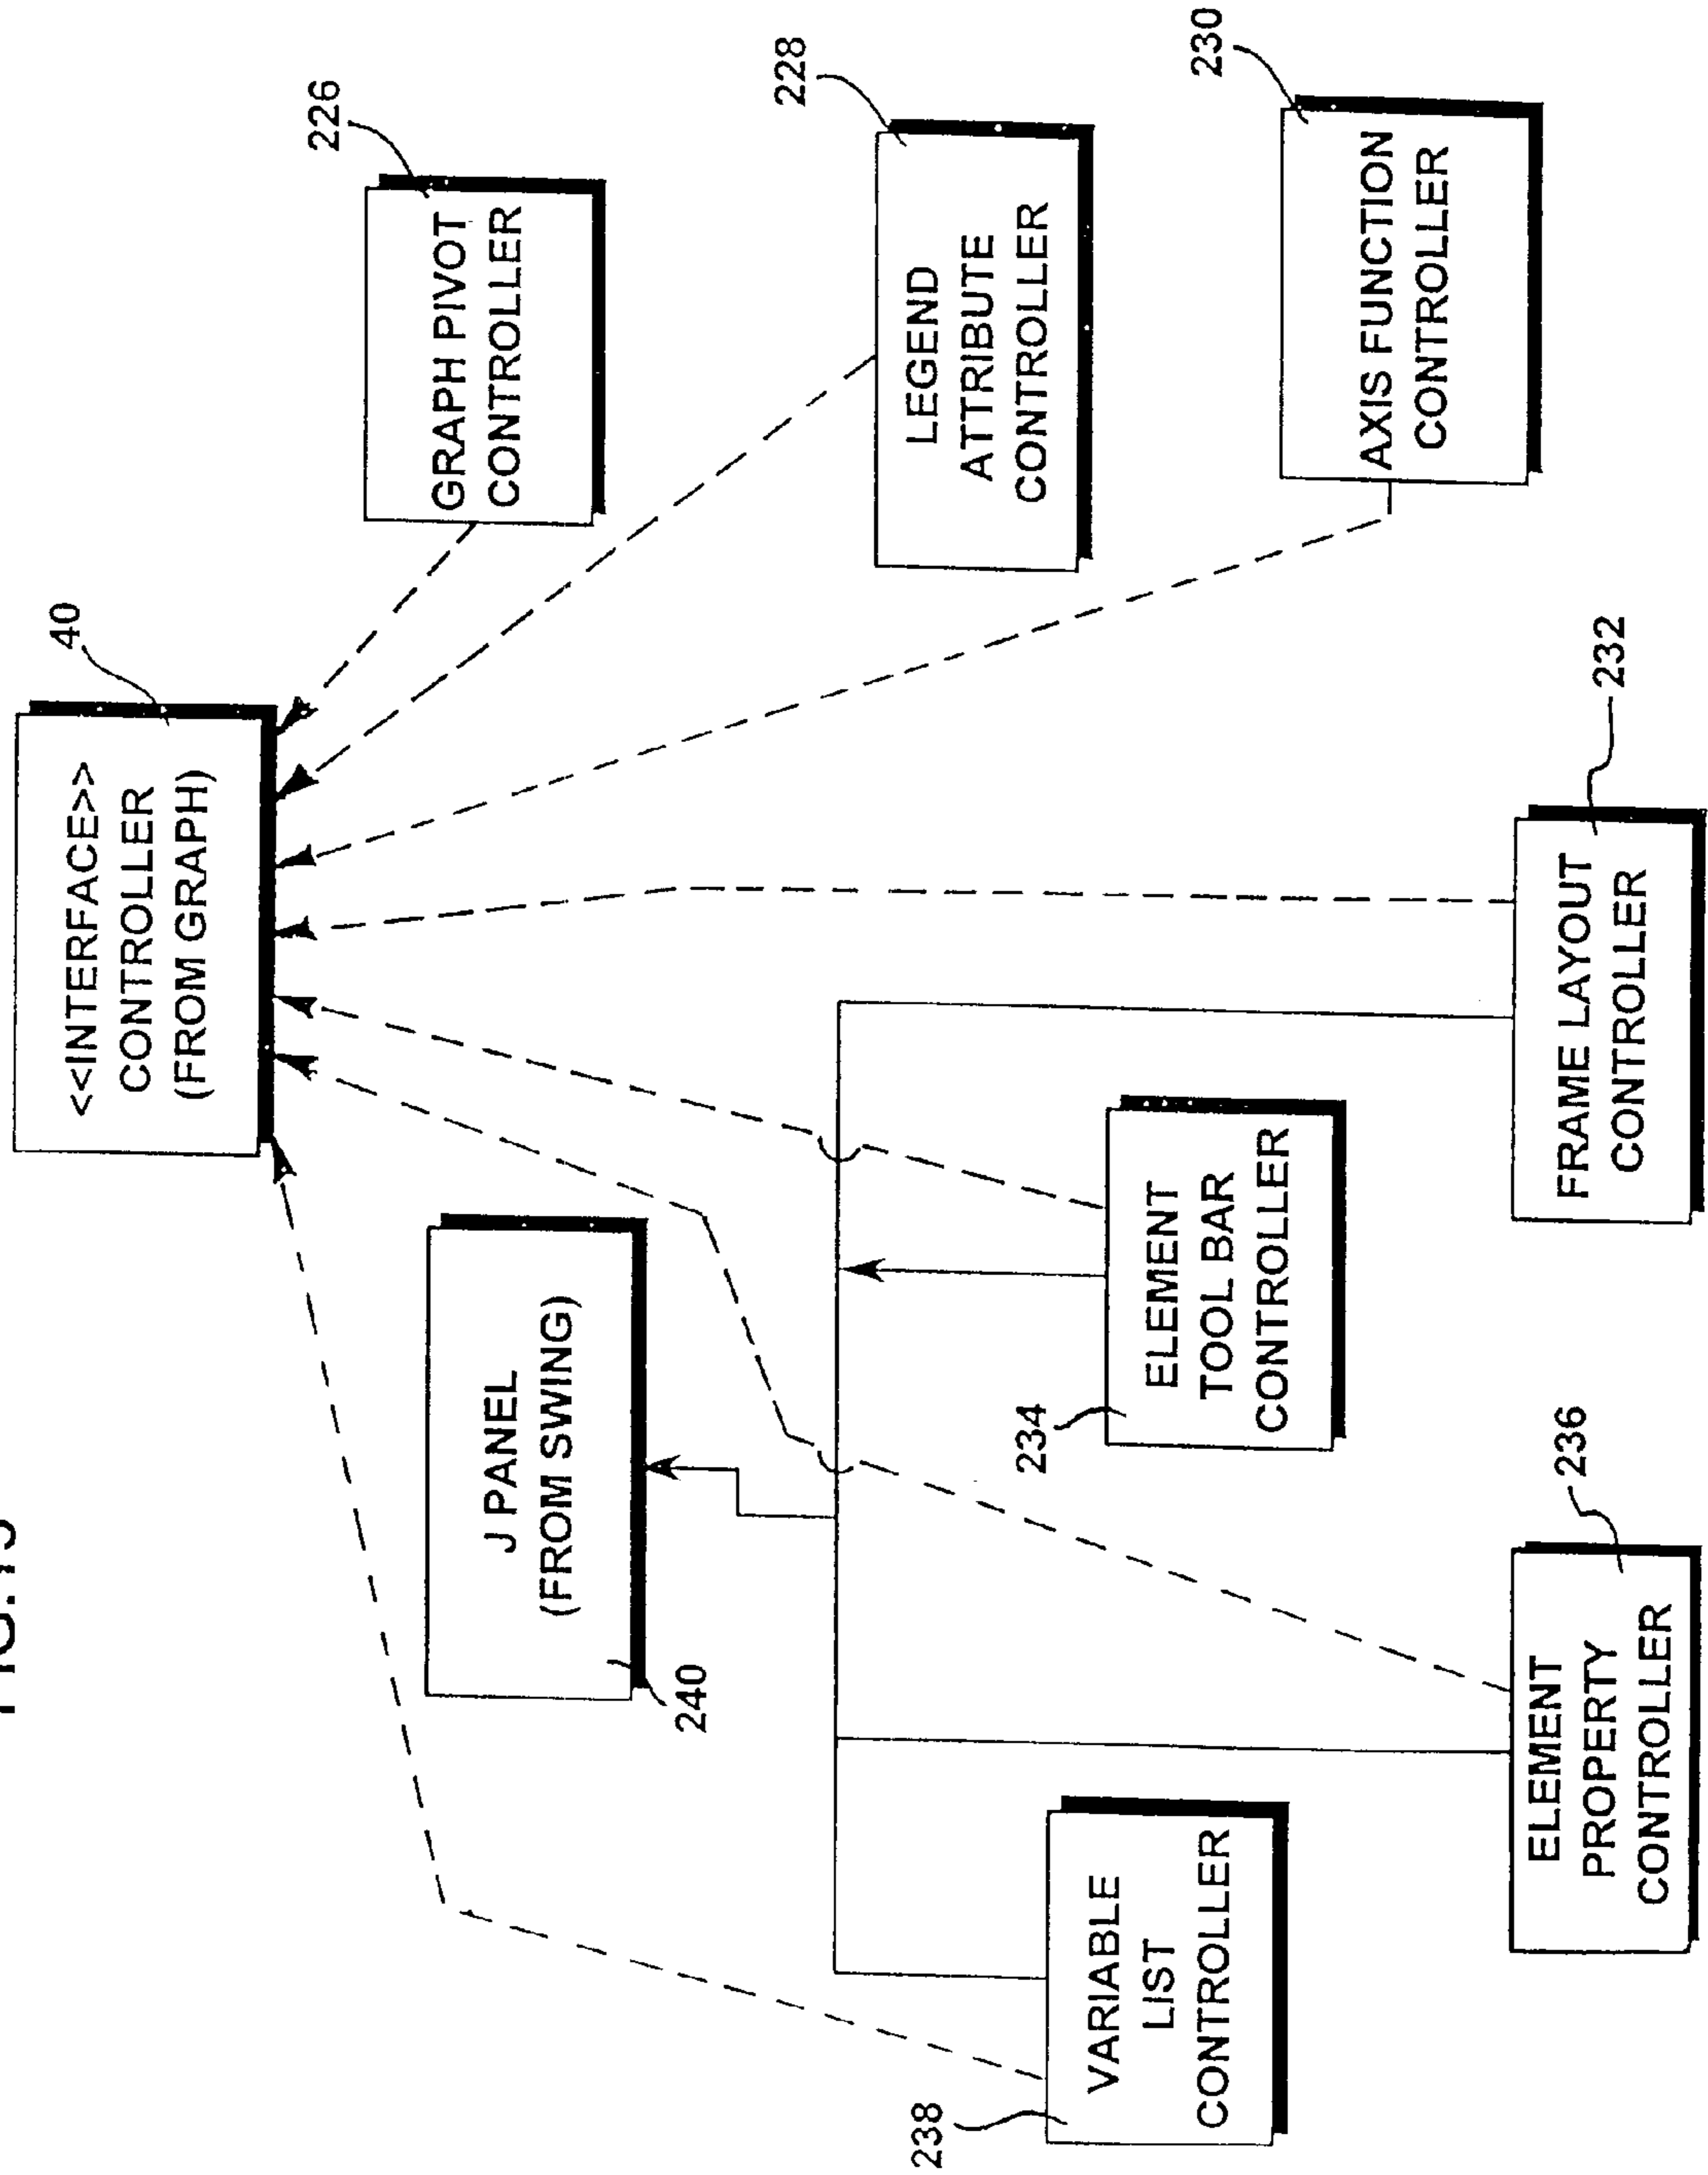 <<INTERFACE>>
CONTROLLER
(FROM GRAPH)
40
GRAPH PIVOT
CONTROLLER
226
J PANEL
(FROM SWING)
240
LEGEND
ATTRIBUTE
CONTROLLER
228
VARIABLE
LIST
CONTROLLER
238
ELEMENT
TOOL BAR
CONTROLLER
234
AXIS FUNCTION
CONTROLLER
230
ELEMENT
PROPERTY
CONTROLLER
236
FRAME LAYOUT
CONTROLLER
232